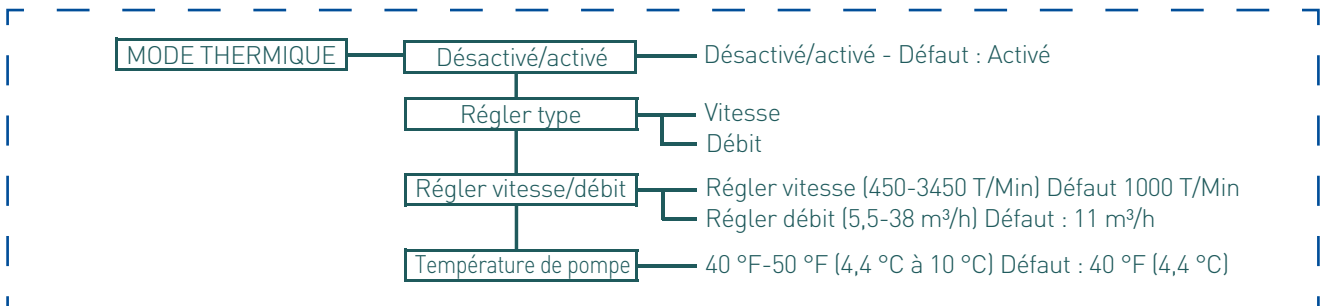 MODE THERMIQUE
Désactivé/activé
Désactivé/activé - Défaut : Activé
Régler type
Vitesse
Débit
Régler vitesse/débit
Régler vitesse (450-3450 T/Min) Défaut 1000 T/Min
Régler débit (5,5-38 m³/h) Défaut : 11 m³/h
Température de pompe
40 °F-50 °F (4,4 °C à 10 °C) Défaut : 40 °F (4,4 °C)